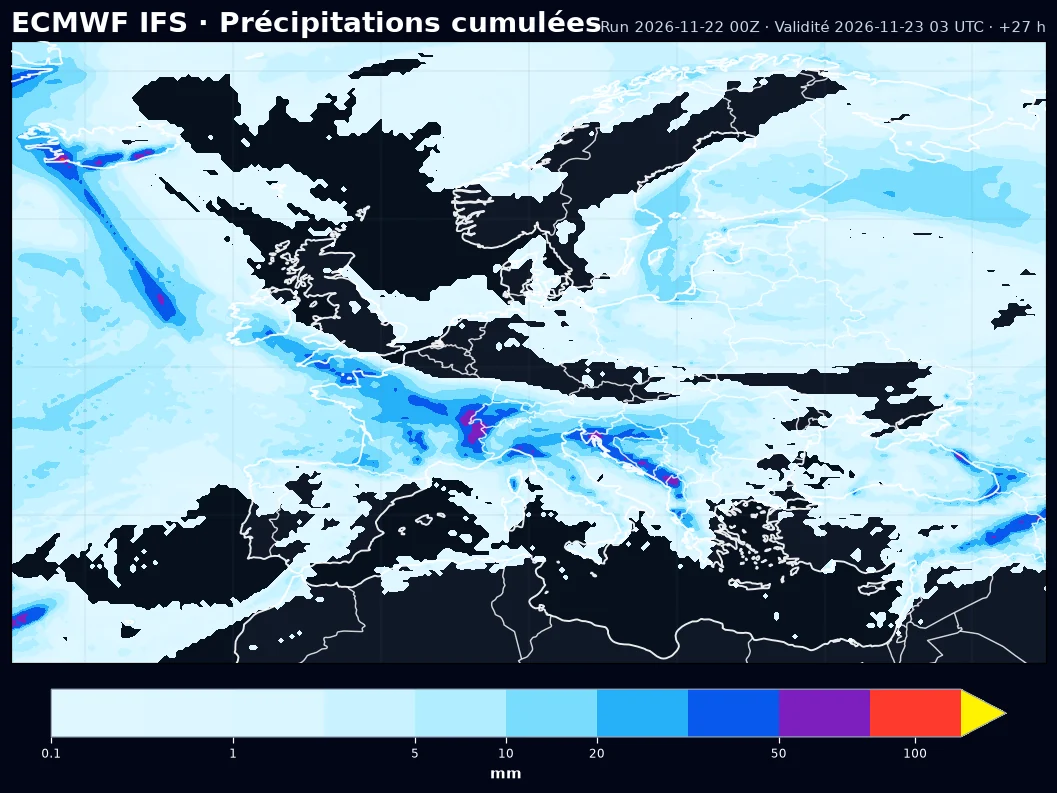 ECMWF IFS · Précipitations cumulées Run 2026-11-22 00Z · Validité 2026-11-23 03 UTC · +27 h
0.1 1 5 10 20 50 100
mm